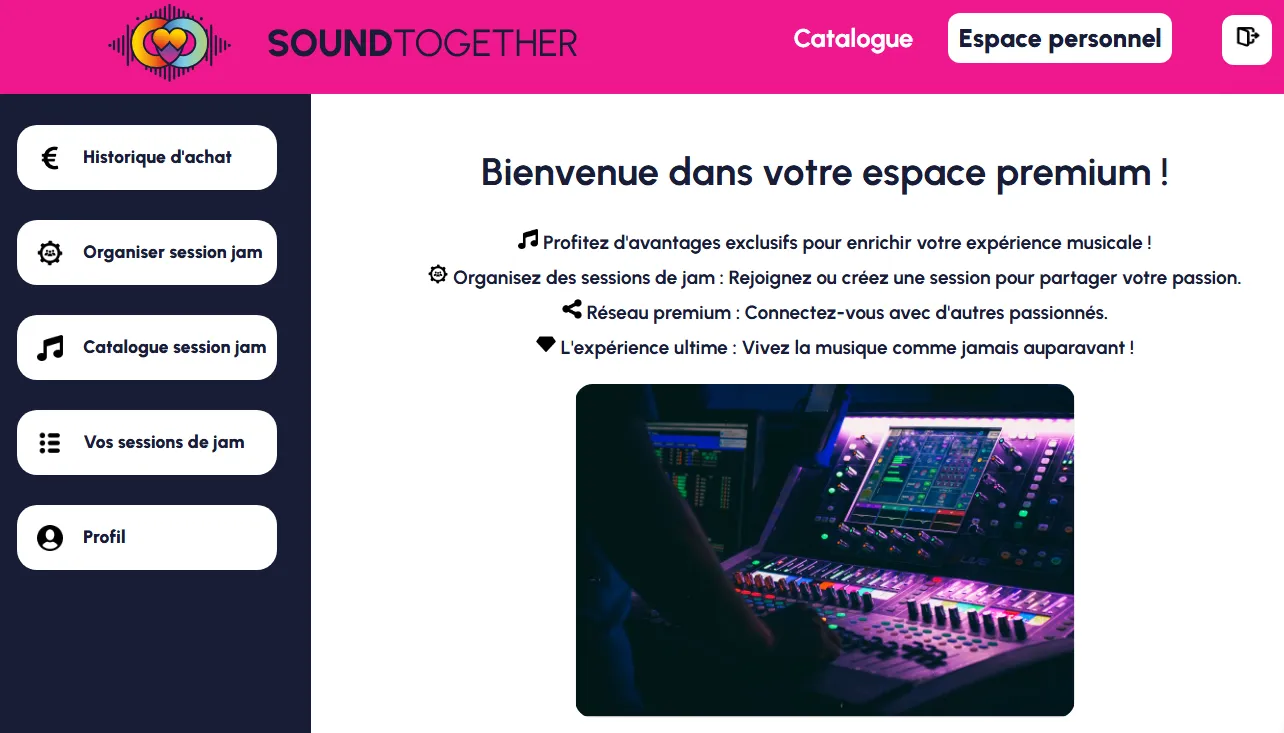 SOUNDTOGETHER
Catalogue
Espace personnel
Historique d'achat
Organiser session jam
Catalogue session jam
Vos sessions de jam
Profil
Bienvenue dans votre espace premium !
Profitez d'avantages exclusifs pour enrichir votre expérience musicale !
Organisez des sessions de jam : Rejoignez ou créez une session pour partager votre passion.
Réseau premium : Connectez-vous avec d'autres passionnés.
L'expérience ultime : Vivez la musique comme jamais auparavant !